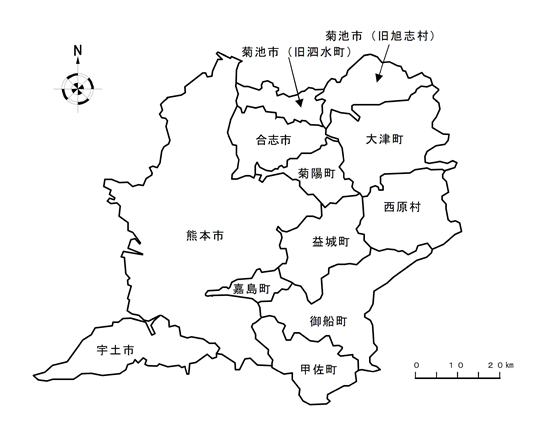 菊池市（旧旭志村）
菊池市（旧泗水町）
N
合志市
大津町
菊陽町
西原村
熊本市
益城町
嘉島町
御船町
宇土市
甲佐町
0 10 20㎞